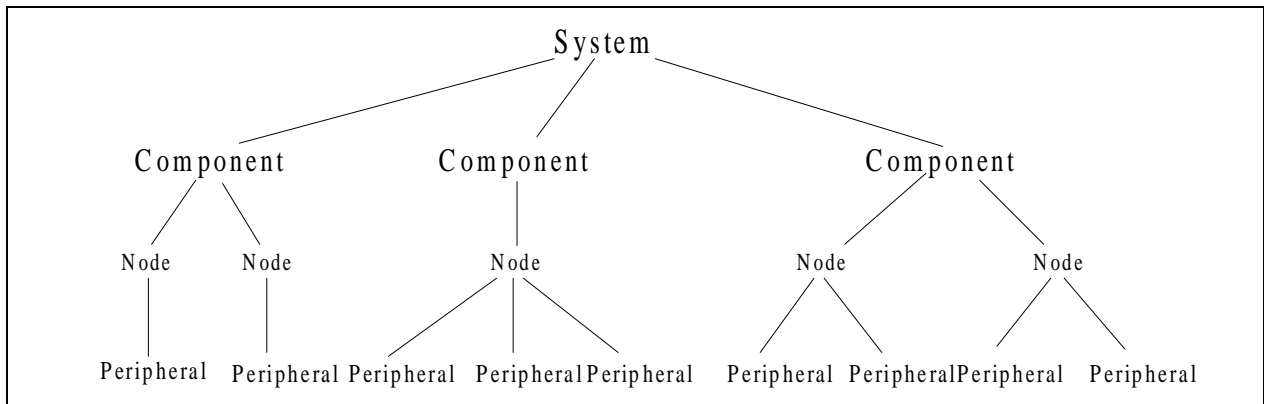 System
Component Component Component
Node Node Node Node Node
Peripheral Peripheral Peripheral Peripheral Peripheral Peripheral Peripheral Peripheral Peripheral